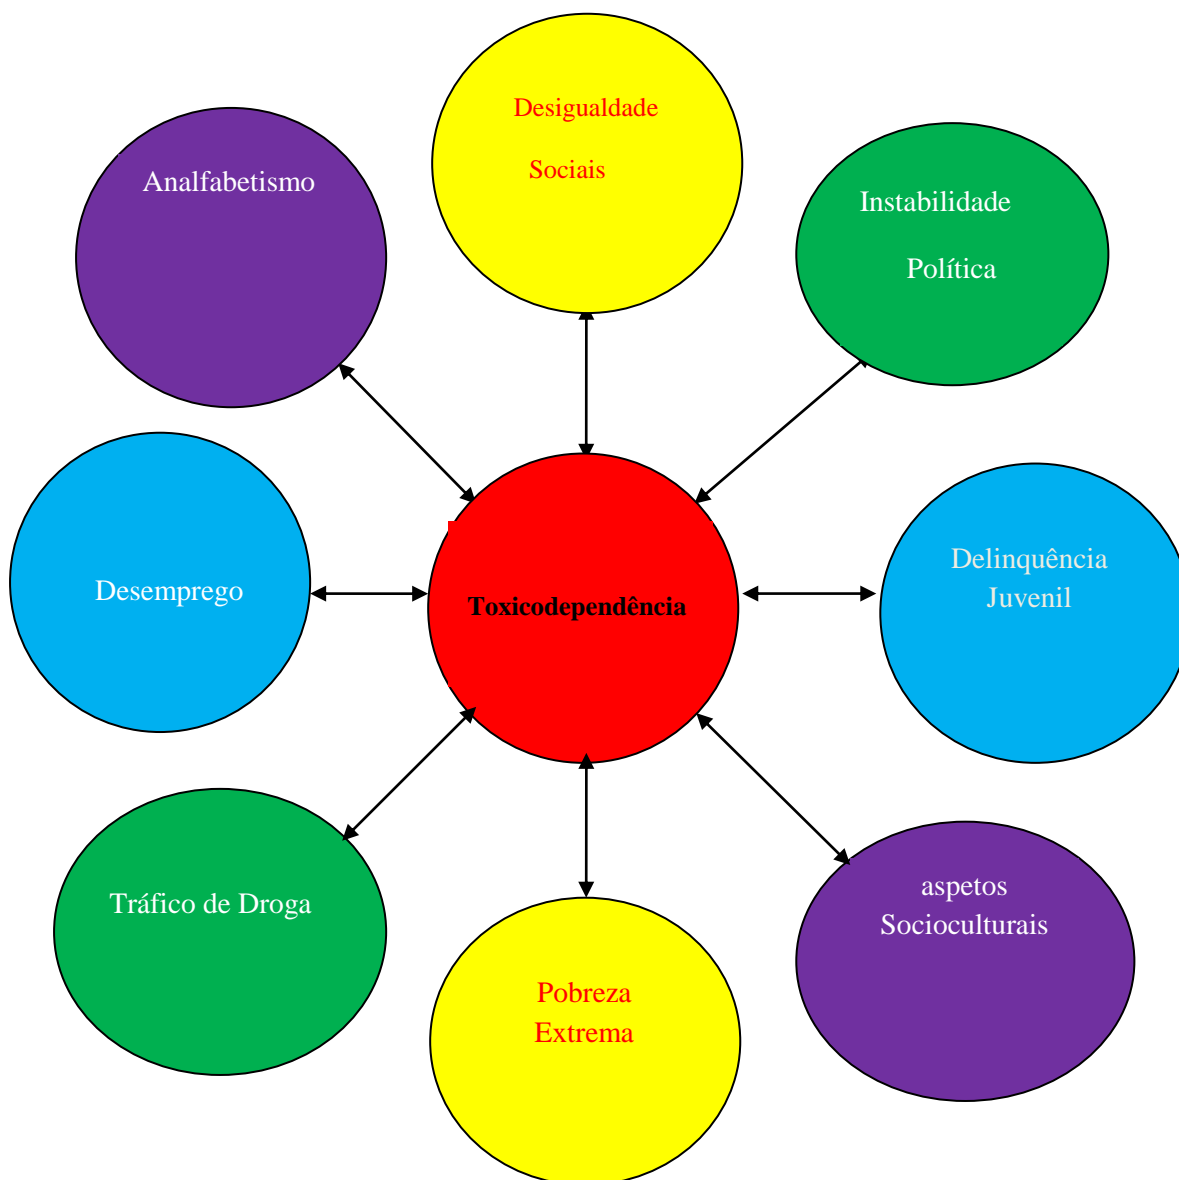 Desigualdade
Sociais
Analfabetismo
Instabilidade
Política
Delinquência
Juvenil
Desemprego
Toxicodependência
aspetos
Socioculturais
Tráfico de Droga
Pobreza
Extrema